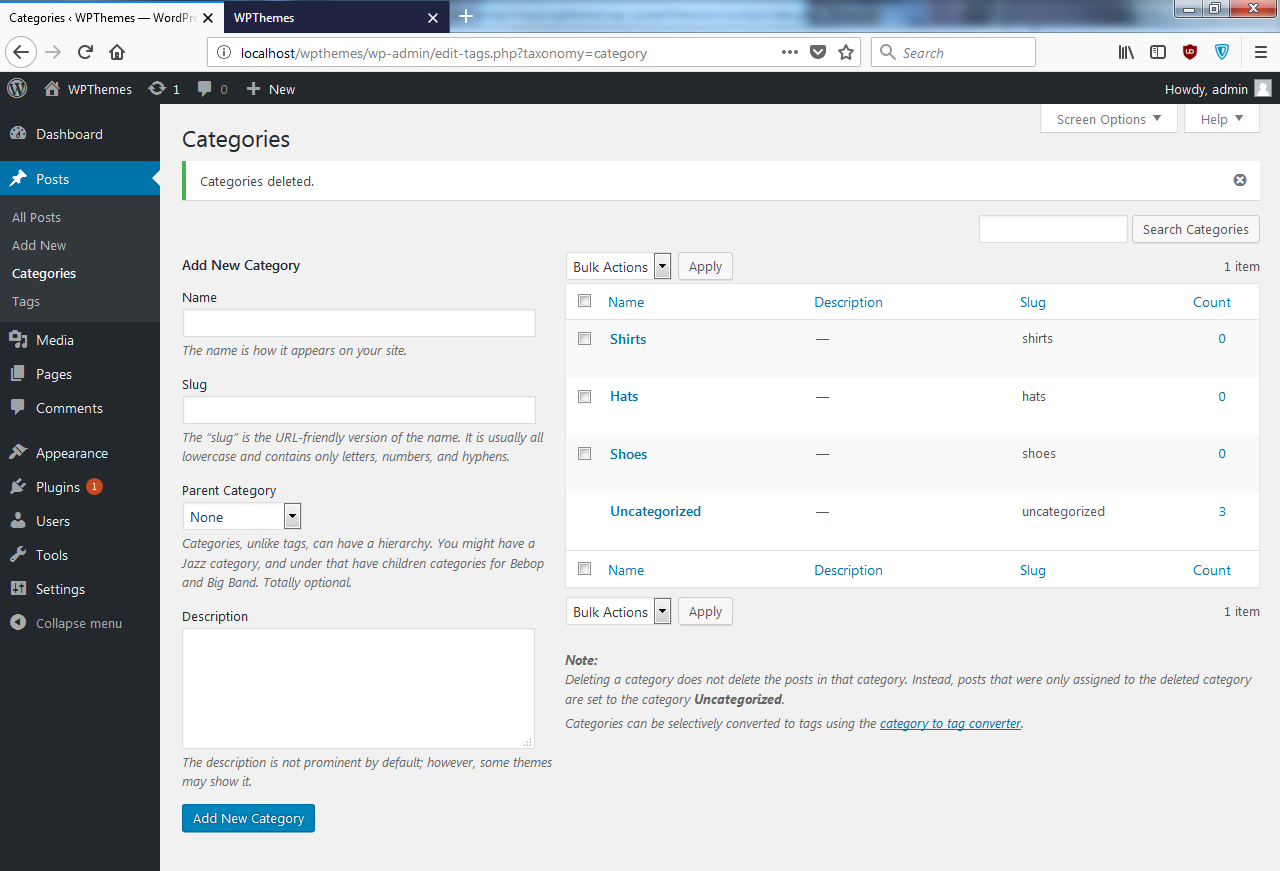 Categories ‹ WPThemes — WordPre
WPThemes
localhost/wpthemes/wp-admin/edit-tags.php?taxonomy=category
Search
WPThemes
1
0
New
Howdy, admin
Dashboard
Posts
All Posts
Add New
Categories
Tags
Media
Pages
Comments
Appearance
Plugins 1
Users
Tools
Settings
Collapse menu
Screen Options
Help
Categories
Categories deleted.
Search Categories
Add New Category
Name
The name is how it appears on your site.
Slug
The "slug" is the URL-friendly version of the name. It is usually all
lowercase and contains only letters, numbers, and hyphens.
Parent Category
None
Categories, unlike tags, can have a hierarchy. You might have a
Jazz category, and under that have children categories for Bebop
and Big Band. Totally optional.
Description
The description is not prominent by default; however, some themes
may show it.
Add New Category
Bulk Actions Apply 1 item
Name Description Slug Count
Shirts — shirts 0
Hats — hats 0
Shoes — shoes 0
Uncategorized — uncategorized 3
Name Description Slug Count
Bulk Actions Apply 1 item
Note:
Deleting a category does not delete the posts in that category. Instead, posts that were only assigned to the deleted category
are set to the category Uncategorized.
Categories can be selectively converted to tags using the category to tag converter.